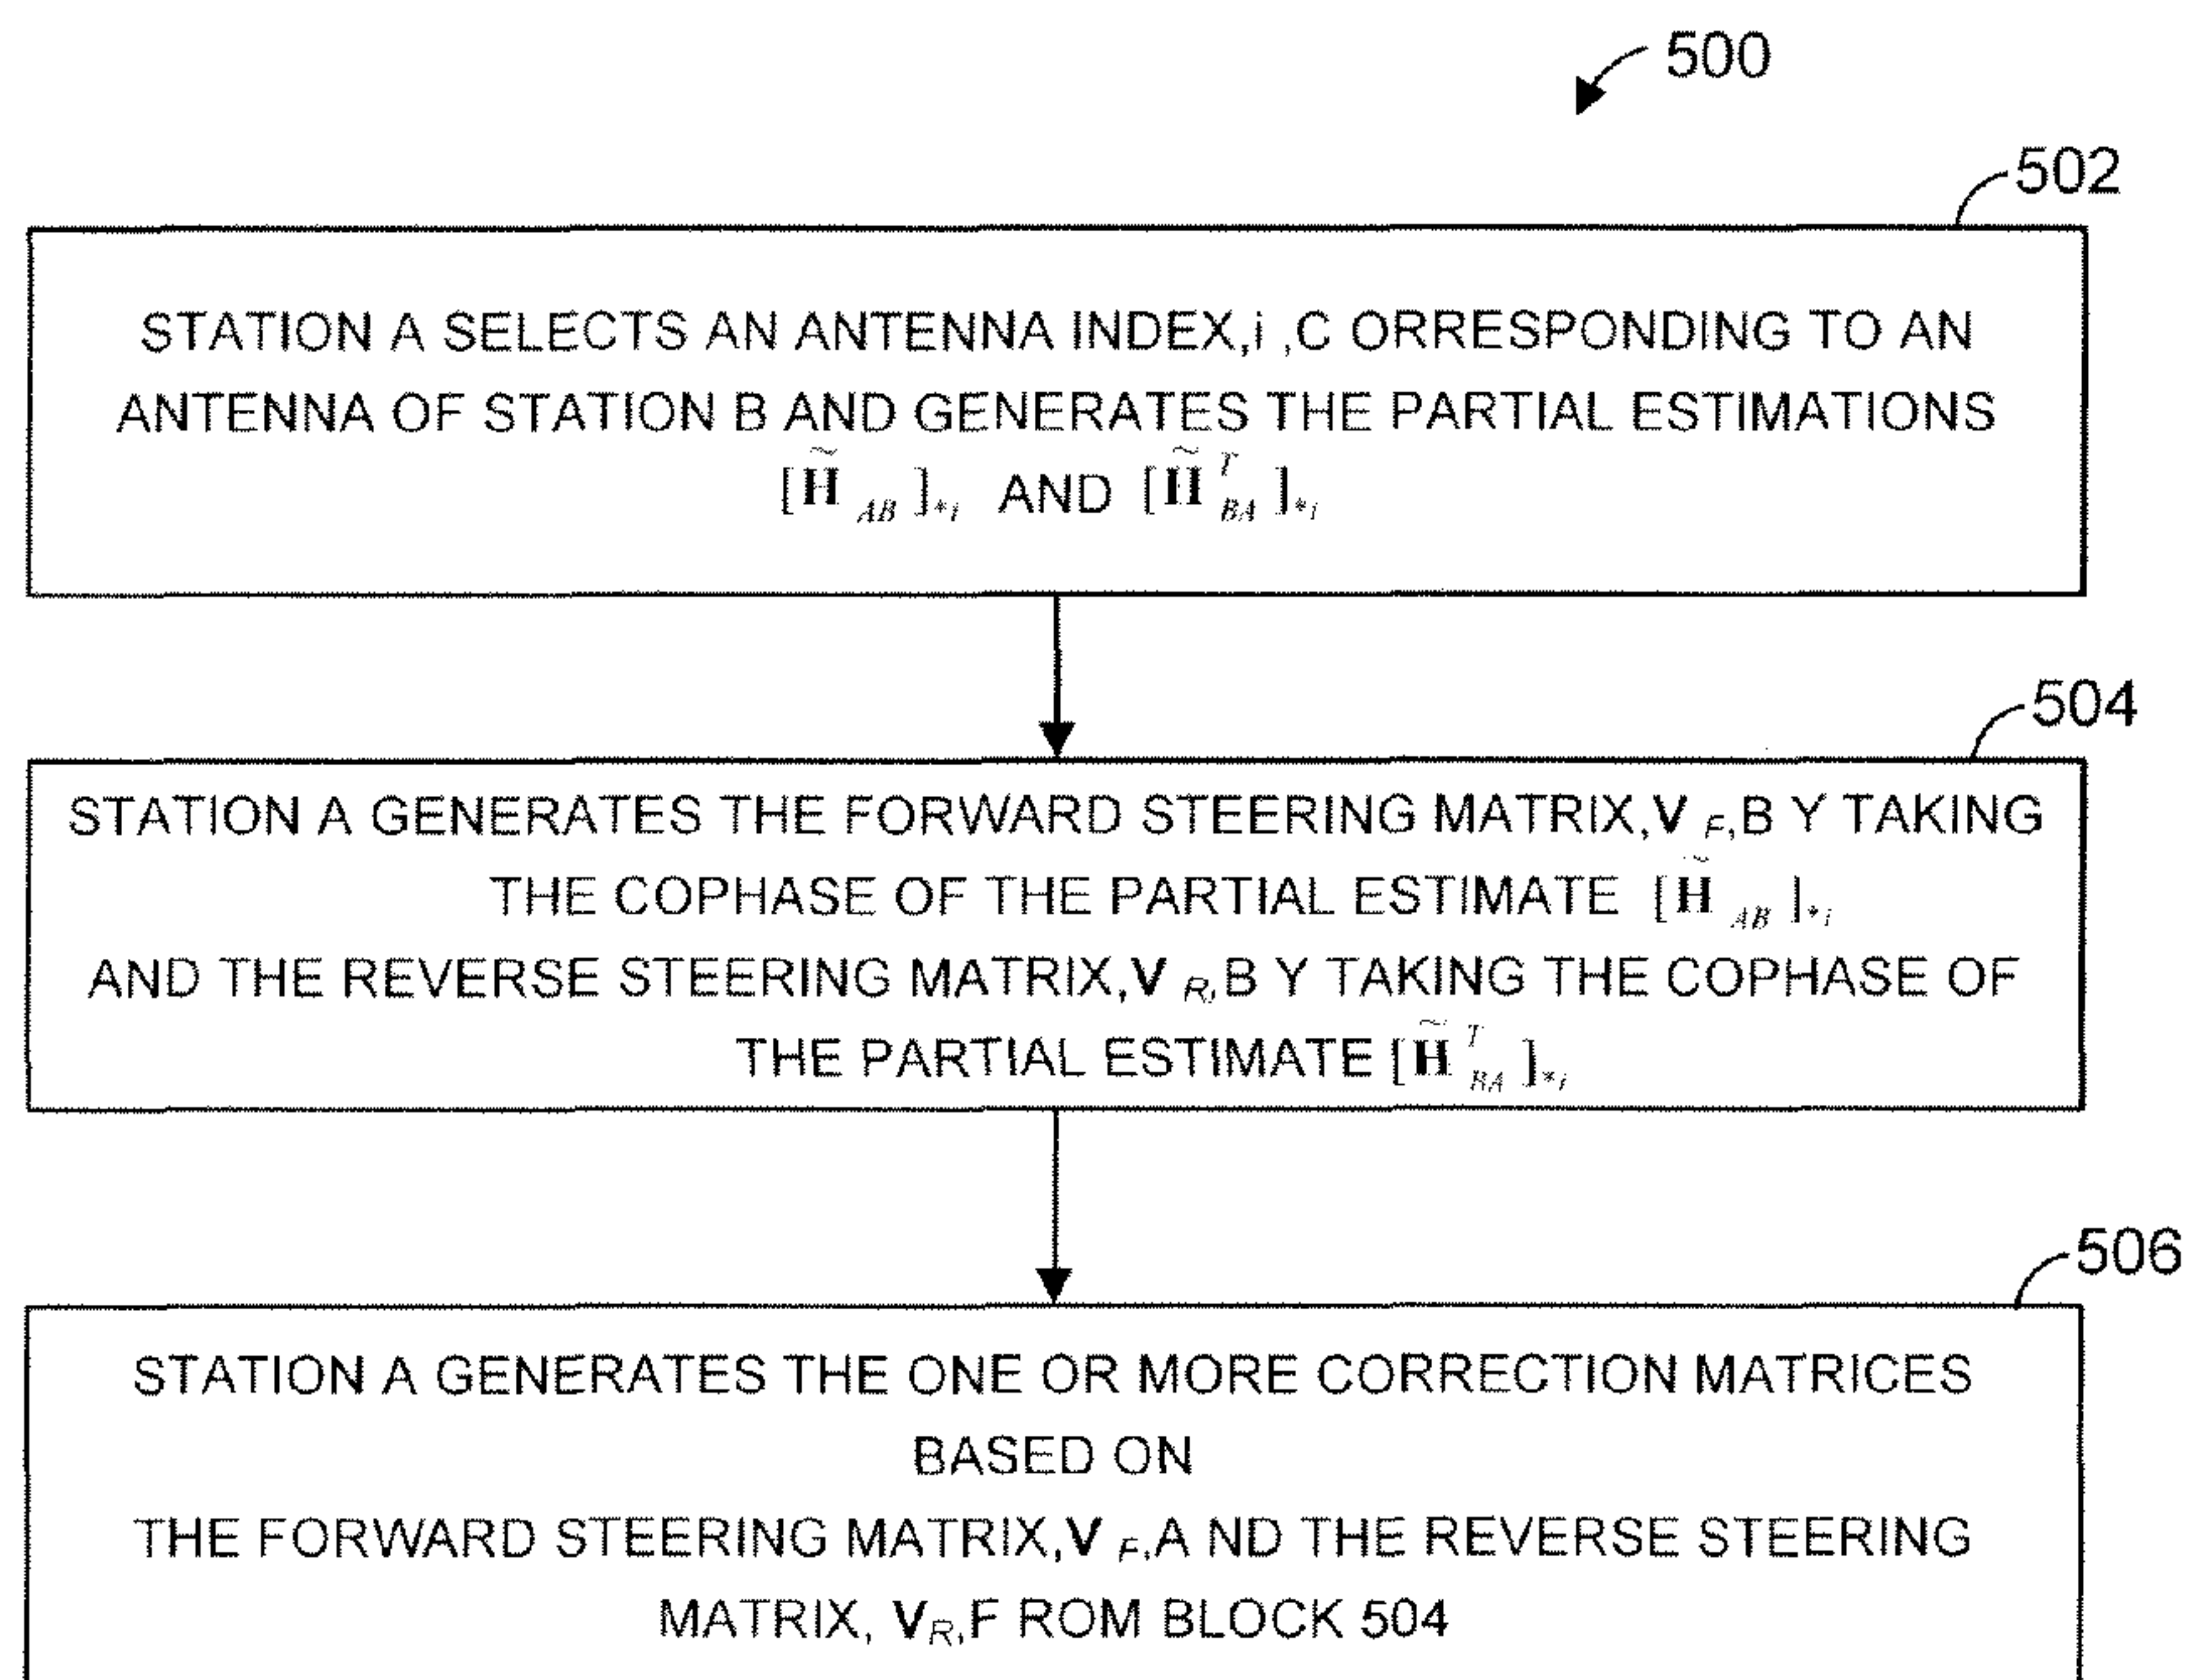 500
502
STATION A SELECTS AN ANTENNA INDEX,i ,C ORRESPONDING TO AN
ANTENNA OF STATION B AND GENERATES THE PARTIAL ESTIMATIONS
[H̃ AB ]*i AND [H̃ T BA ]*i
504
STATION A GENERATES THE FORWARD STEERING MATRIX,V F,B Y TAKING
THE COPHASE OF THE PARTIAL ESTIMATE [H̃ AB ]*i
AND THE REVERSE STEERING MATRIX,V R,B Y TAKING THE COPHASE OF
THE PARTIAL ESTIMATE [H̃ T BA ]*i
506
STATION A GENERATES THE ONE OR MORE CORRECTION MATRICES
BASED ON
THE FORWARD STEERING MATRIX,V F,A ND THE REVERSE STEERING
MATRIX, VR,F ROM BLOCK 504